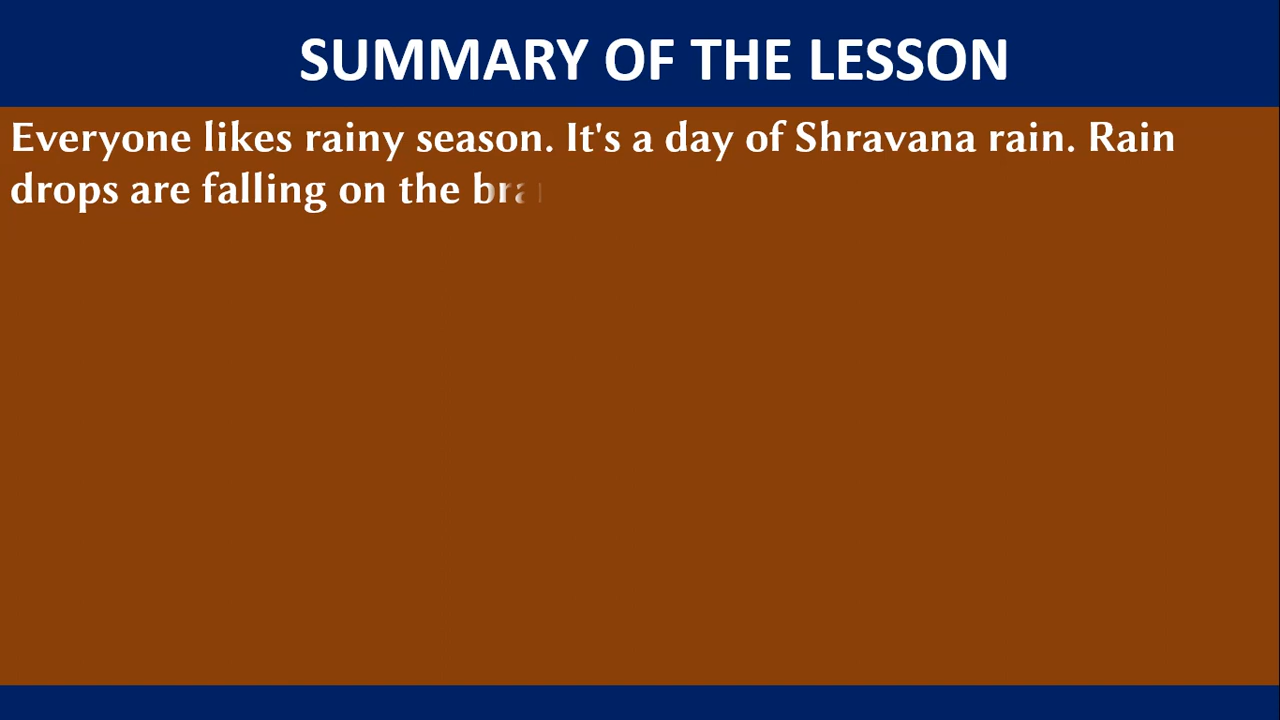 SUMMARY OF THE LESSON
Everyone likes rainy season. It's a day of Shravana rain. Rain
drops are falling on the